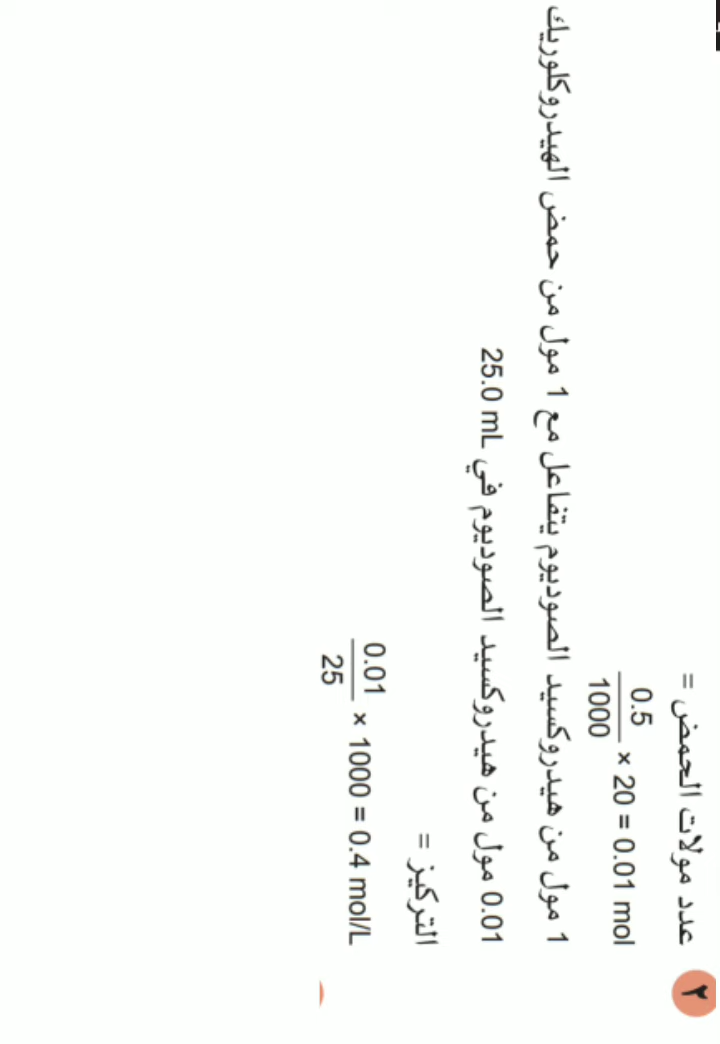 ٢ عدد مولات الحمض =
0.5/1000 × 20 = 0.01 mol
1 مول من هيدروكسيد الصوديوم يتفاعل مع 1 مول من حمض الهيدروكلوريك
0.01 مول من هيدروكسيد الصوديوم في 25.0 mL
التركيز =
0.01/25 × 1000 = 0.4 mol/L